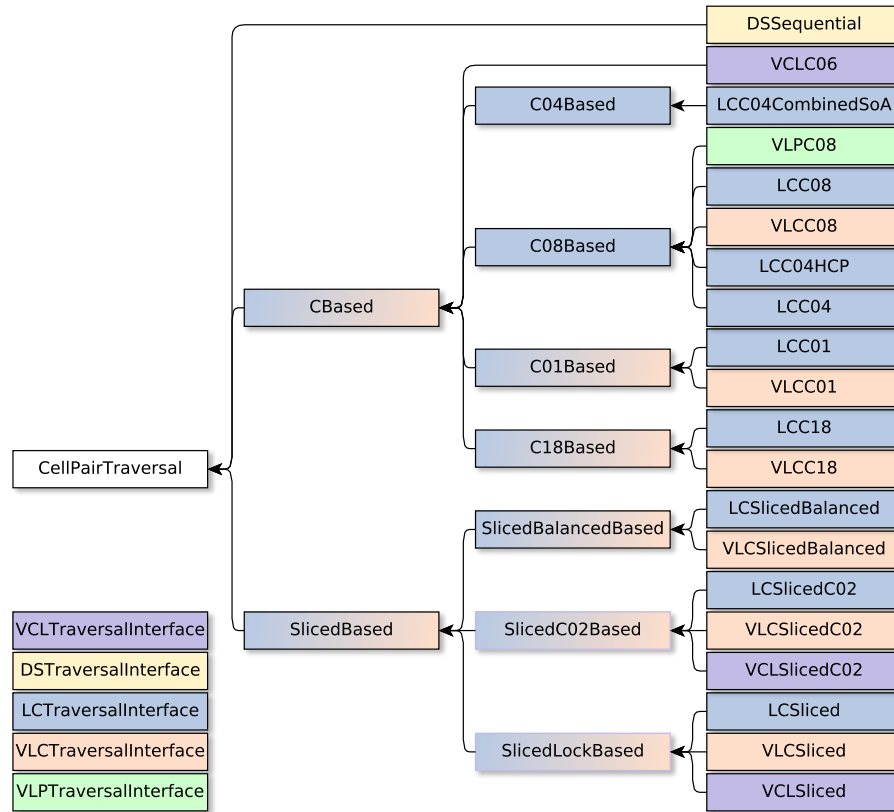 DSSequential
VCLC06
C04Based
LCC04CombinedSoA
VLPC08
LCC08
VLCC08
C08Based
LCC04HCP
LCC04
CBased
LCC01
C01Based
VLCC01
LCC18
C18Based
VLCC18
CellPairTraversal
LCSlicedBalanced
SlicedBalancedBased
VLCSlicedBalanced
LCSlicedC02
SlicedBased
SlicedC02Based
VLCSlicedC02
VCLSlicedC02
LCSliced
SlicedLockBased
VLCSliced
VCLSliced
VCLTraversalInterface
DSTraversalInterface
LCTraversalInterface
VLCTraversalInterface
VLPTraversalInterface